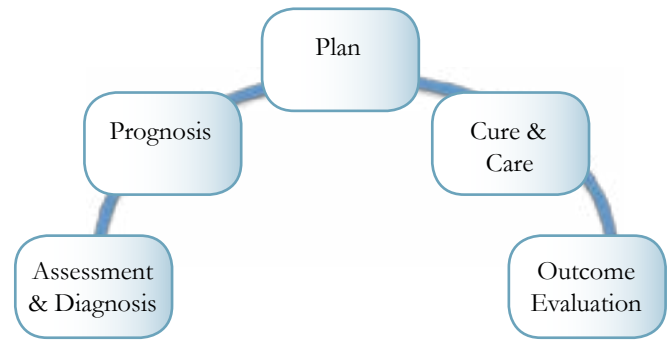 Plan
Prognosis
Cure &
Care
Assessment
& Diagnosis
Outcome
Evaluation